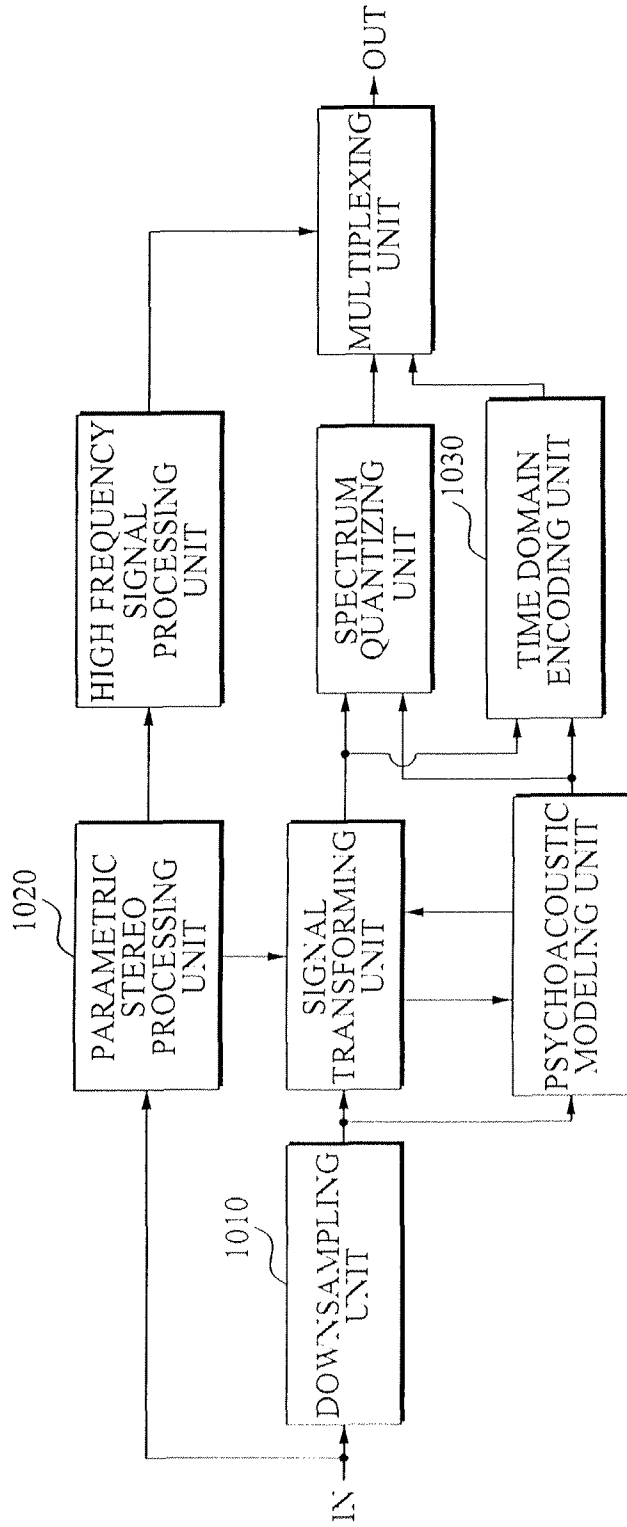 IN
1010
DOWNSAMPLING
UNIT
1020
PARAMETRIC
STEREO
PROCESSING
UNIT
SIGNAL
TRANSFORMING
UNIT
PSYCHOACOUSTIC
MODELING UNIT
HIGH FREQUENCY
SIGNAL
PROCESSING
UNIT
SPECTRUM
QUANTIZING
UNIT
1030
TIME DOMAIN
ENCODING UNIT
MULTIPLEXING
UNIT
OUT